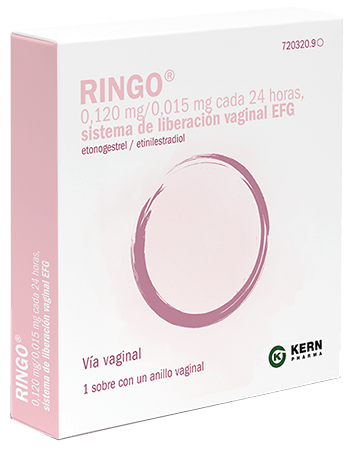 720320.9○
RINGO®
0,120 mg/0,015 mg cada 24 horas,
sistema de liberación vaginal EFG
etonogestrel / etinilestradiol
Vía vaginal
1 sobre con un anillo vaginal
K
KERN
PHARMA
RINGO®
0,120 mg/0,015 mg cada 24 horas,
sistema de liberación vaginal EFG